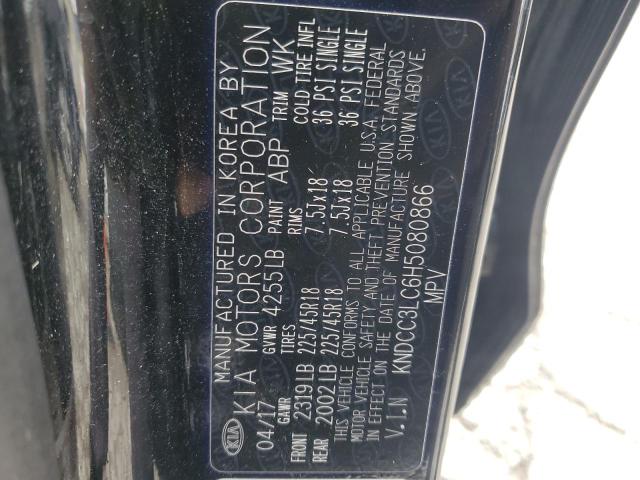 KIA
MANUFACTURED IN KOREA BY
KIA MOTORS CORPORATION
04/17 GVWR 4255LB PAINT ABP TRIM WK
GAWR TIRES RIMS COLD TIRE INFL
FRONT 2319LB 225/45R18 7.5Jx18 36 PSI SINGLE
REAR 2002LB 225/45R18 7.5Jx18 36 PSI SINGLE
THIS VEHICLE CONFORMS TO ALL APPLICABLE U.S.A. FEDERAL
MOTOR VEHICLE SAFETY AND THEFT PREVENTION STANDARDS
IN EFFECT ON THE DATE OF MANUFACTURE SHOWN ABOVE.
V.I.N KNDCC3LC6H5080866
MPV